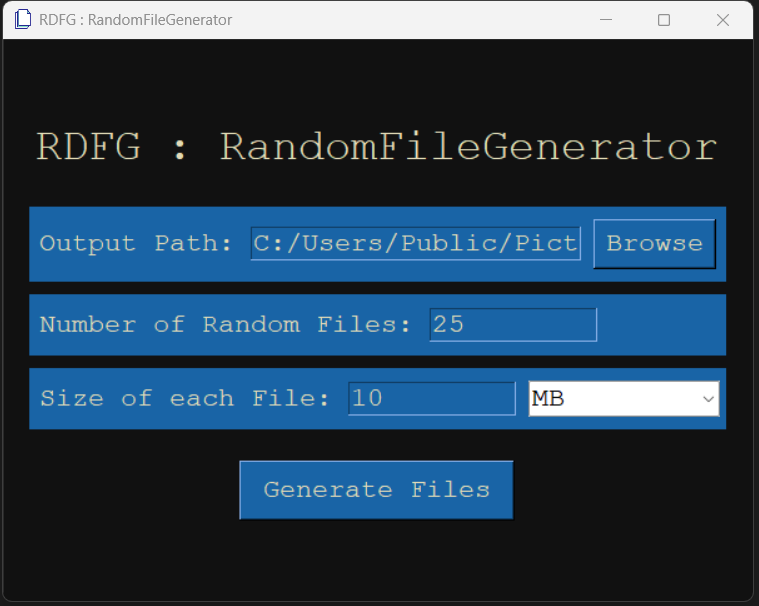 RDFG : RandomFileGenerator
RDFG : RandomFileGenerator
Output Path: C:/Users/Public/Pict Browse
Number of Random Files: 25
Size of each File: 10 MB
Generate Files